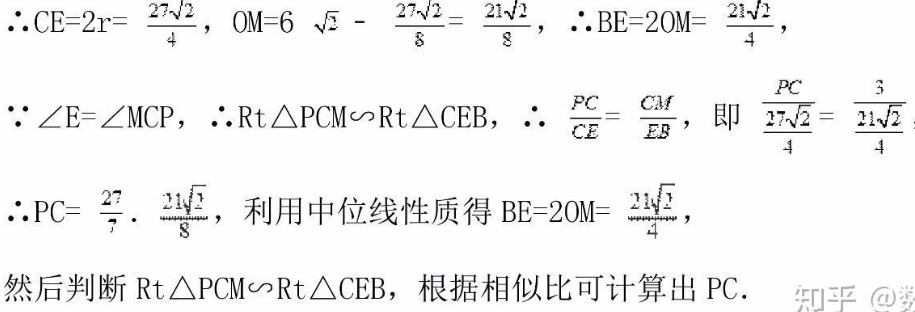 ∴CE=2r= 27√2/4, OM=6 √2 - 27√2/8= 21√2/8, ∴BE=2OM= 21√2/4,
∵∠E=∠MCP, ∴Rt△PCM∽Rt△CEB, ∴ PC/CE= CM/EB, 即 PC/(27√2/4)= 3/(21√2/4),
∴PC= 27/7. 21√2/8, 利用中位线性质得 BE=2OM= 21√2/4,
然后判断 Rt△PCM∽Rt△CEB, 根据相似比可计算出 PC.
知乎 @数